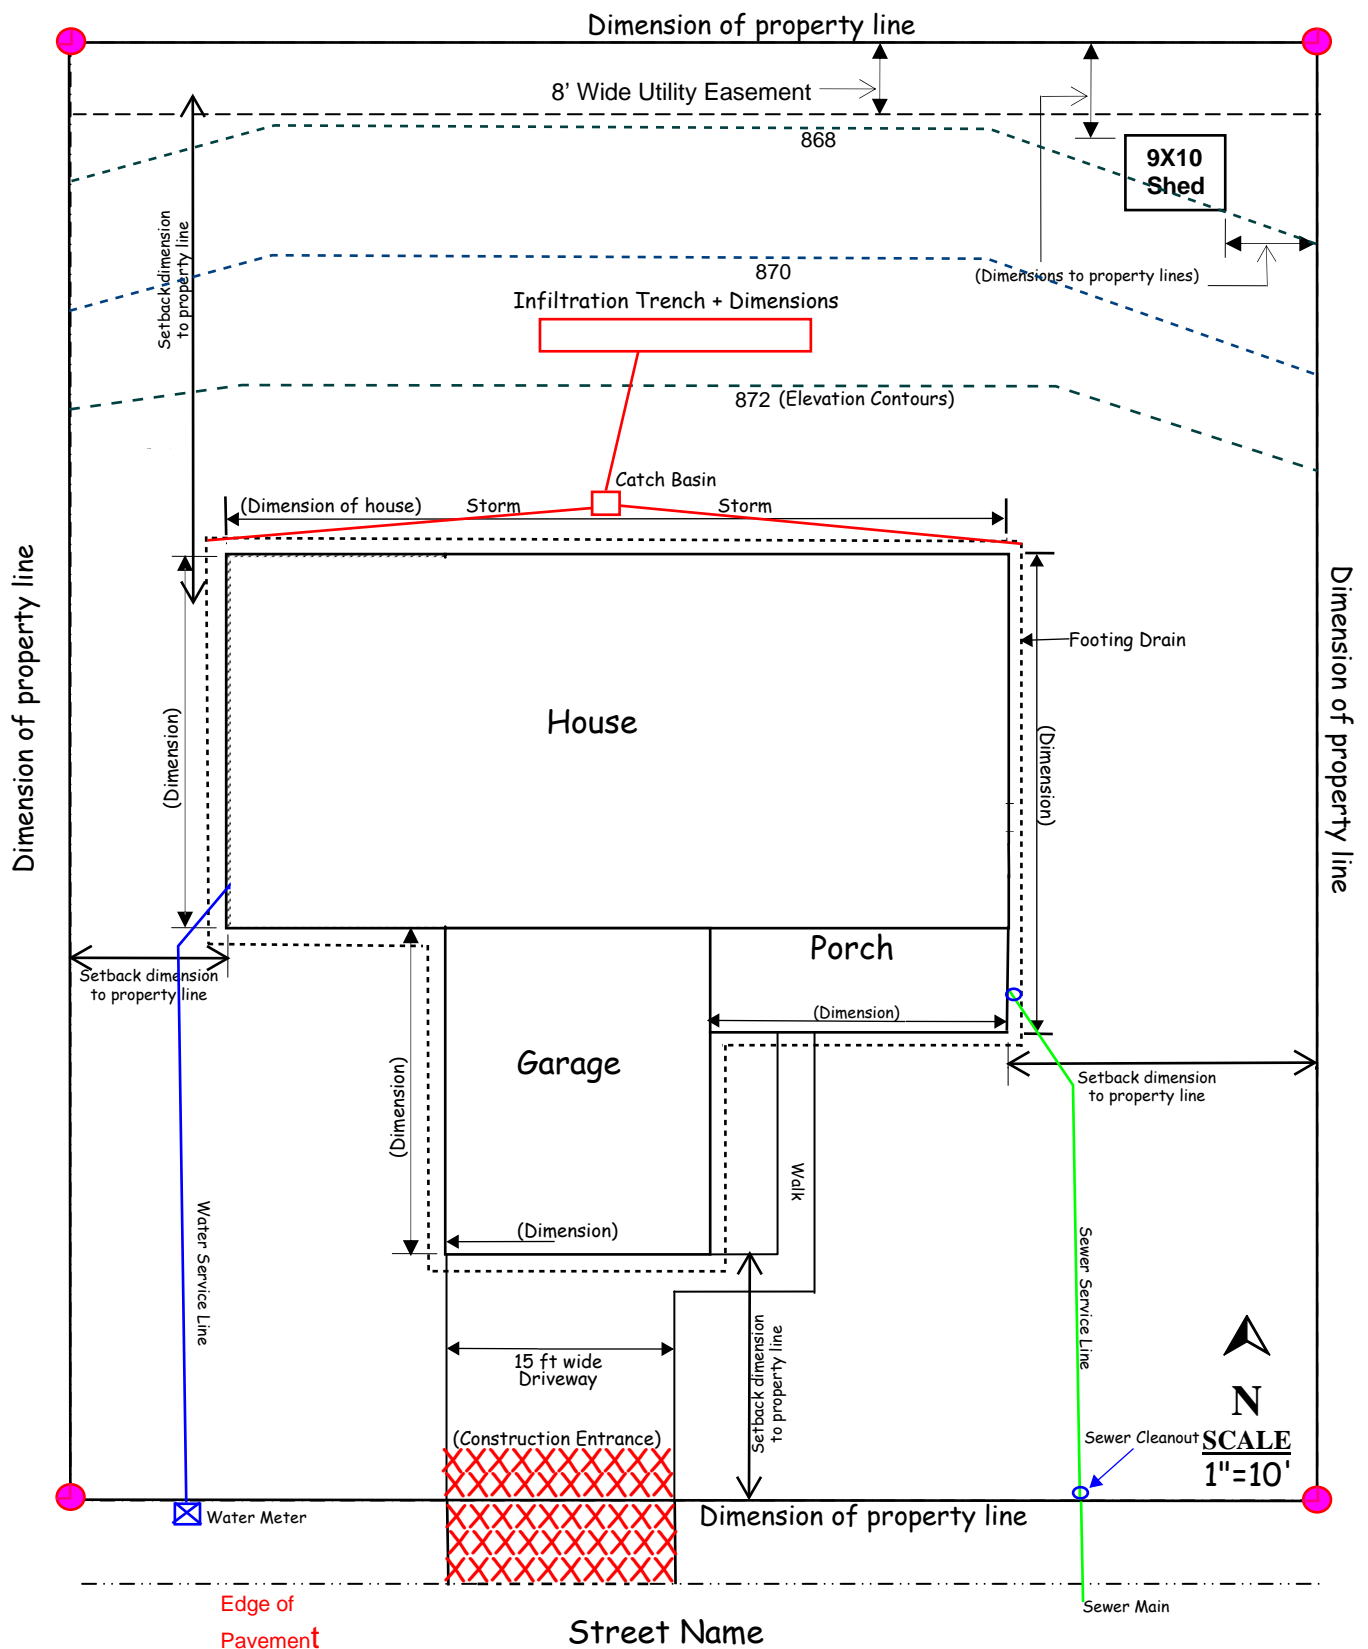 Dimension of property line
8’ Wide Utility Easement
868
9X10
Shed
Setback dimension
to property line
870
(Dimensions to property lines)
Infiltration Trench + Dimensions
872 (Elevation Contours)
Catch Basin
(Dimension of house)
Storm
Storm
Dimension of property line
Dimension of property line
Footing Drain
House
(Dimension)
(Dimension)
Porch
Setback dimension
to property line
(Dimension)
Garage
(Dimension)
Setback dimension
to property line
Walk
Water Service Line
(Dimension)
Sewer Service Line
15 ft wide
Driveway
Setback dimension
to property line
N
(Construction Entrance)
Sewer Cleanout
SCALE
1"=10'
Water Meter
Dimension of property line
Edge of
Pavement
Sewer Main
Street Name